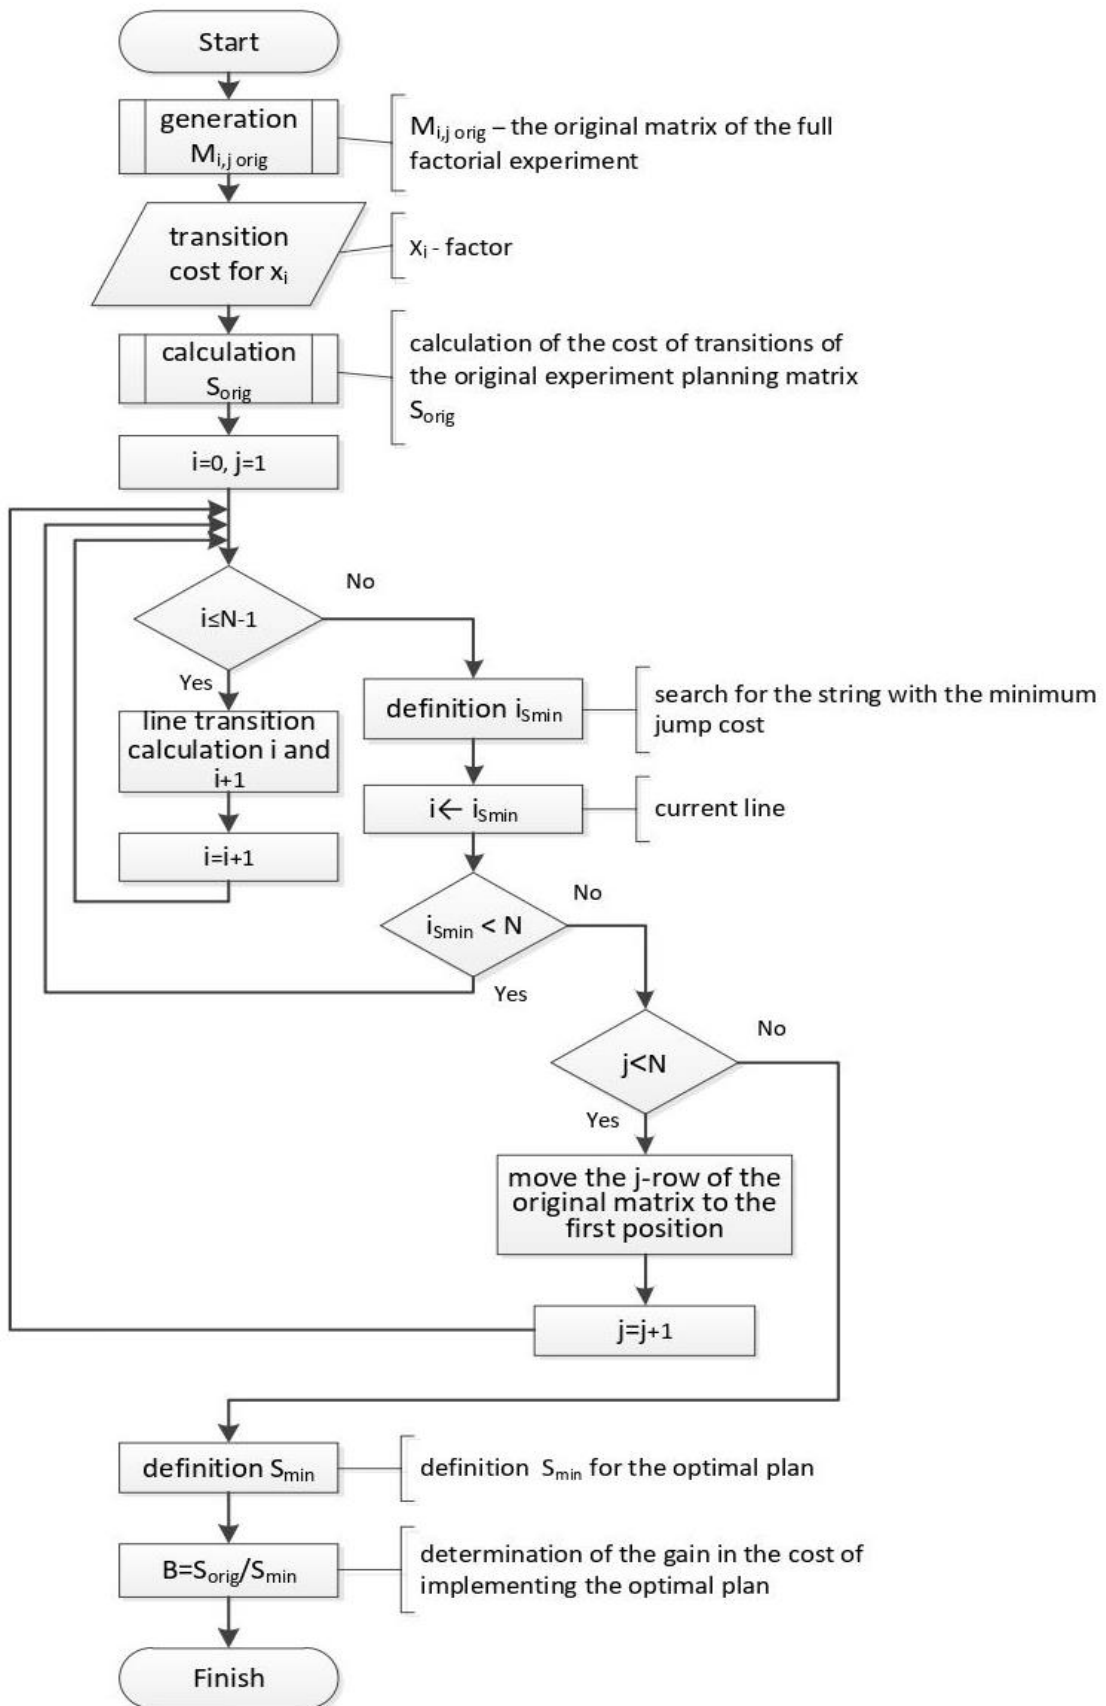 Start
generation
Mi,j orig
Mi,j orig – the original matrix of the full
factorial experiment
transition
cost for xi
xi - factor
calculation
Sorig
calculation of the cost of transitions of
the original experiment planning matrix
Sorig
i=0, j=1
No
i≤N-1
Yes
line transition
calculation i and
i+1
i=i+1
definition iSmin
search for the string with the minimum
jump cost
i← iSmin
current line
No
iSmin < N
Yes
No
j<N
Yes
move the j-row of the
original matrix to the
first position
j=j+1
definition Smin
definition Smin for the optimal plan
B=Sorig/Smin
determination of the gain in the cost of
implementing the optimal plan
Finish